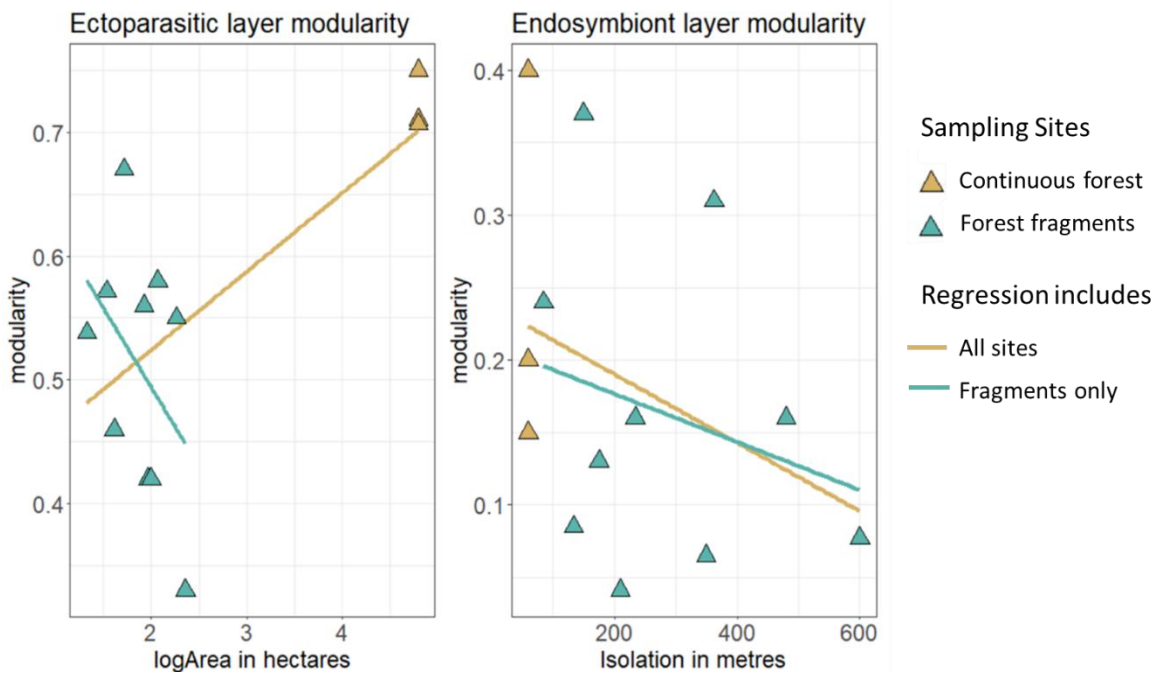 Ectoparasitic layer modularity
modularity
0.7
0.6
0.5
0.4
2 3 4
logArea in hectares
Endosymbiont layer modularity
modularity
0.4
0.3
0.2
0.1
200 400 600
Isolation in metres
Sampling Sites
Continuous forest
Forest fragments
Regression includes
All sites
Fragments only